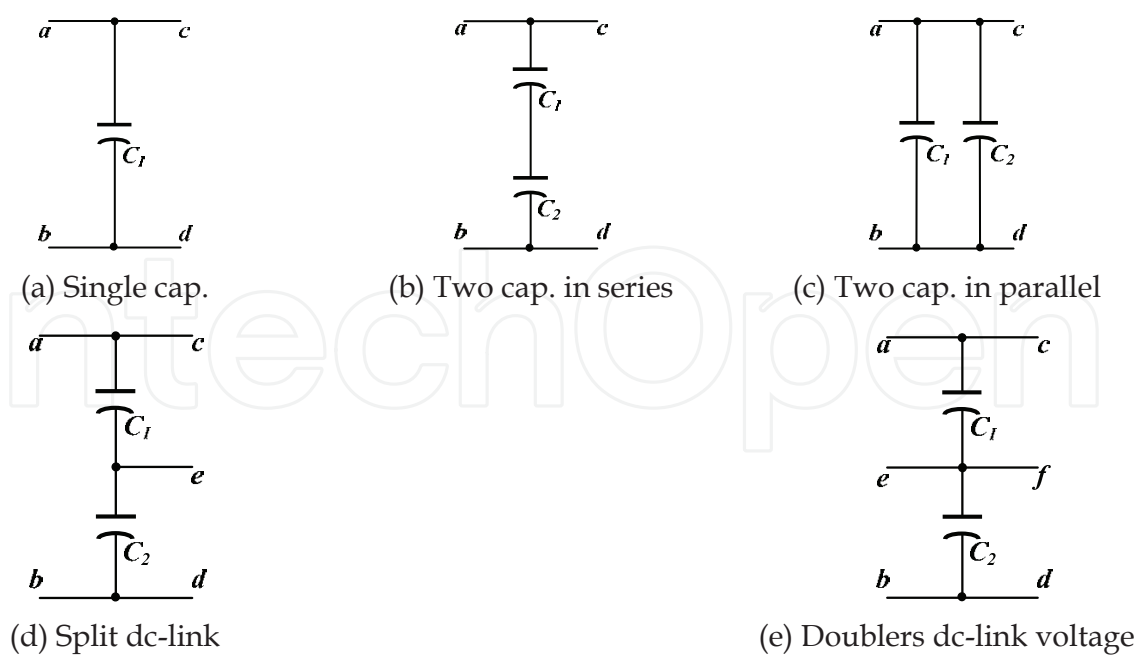 a c a c a c
C1 C1 C1 C2
C2
b d b d b d
(a) Single cap. (b) Two cap. in series (c) Two cap. in parallel
ntechOpen
a c a c
C1 C1
e e f
C2 C2
b d b d
(d) Split dc-link (e) Doublers dc-link voltage